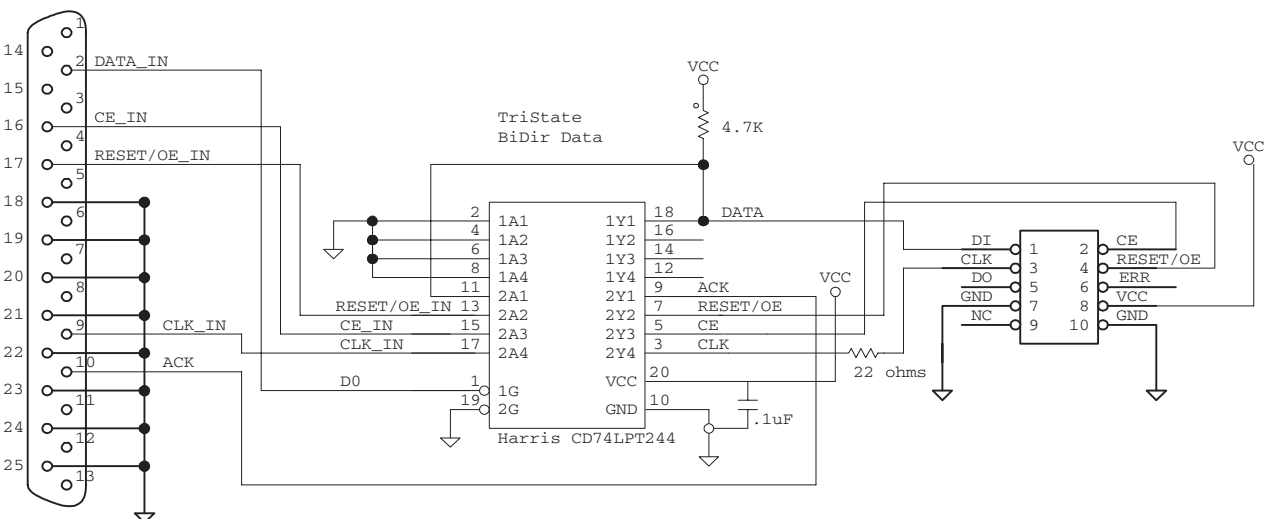 1
14
2 DATA_IN
15
3
16 CE_IN
4
17 RESET/OE_IN
5
18
6
19
7
20
8
21
9 CLK_IN
22
10 ACK
23
11
24
12
25
13
TriState
BiDir Data
VCC
4.7K
2 1A1 1Y1 18 DATA
4 1A2 1Y2 16
6 1A3 1Y3 14
8 1A4 1Y4 12
11 2A1 2Y1 9 ACK
RESET/OE_IN 13 2A2 2Y2 7 RESET/OE
CE_IN 15 2A3 2Y3 5 CE
CLK_IN 17 2A4 2Y4 3 CLK
22 ohms
VCC 20
VCC
D0 1 1G
19 2G
GND 10
.1uF
Harris CD74LPT244
VCC
DI 1 2 CE
CLK 3 4 RESET/OE
DO 5 6 ERR
GND 7 8 VCC
NC 9 10 GND